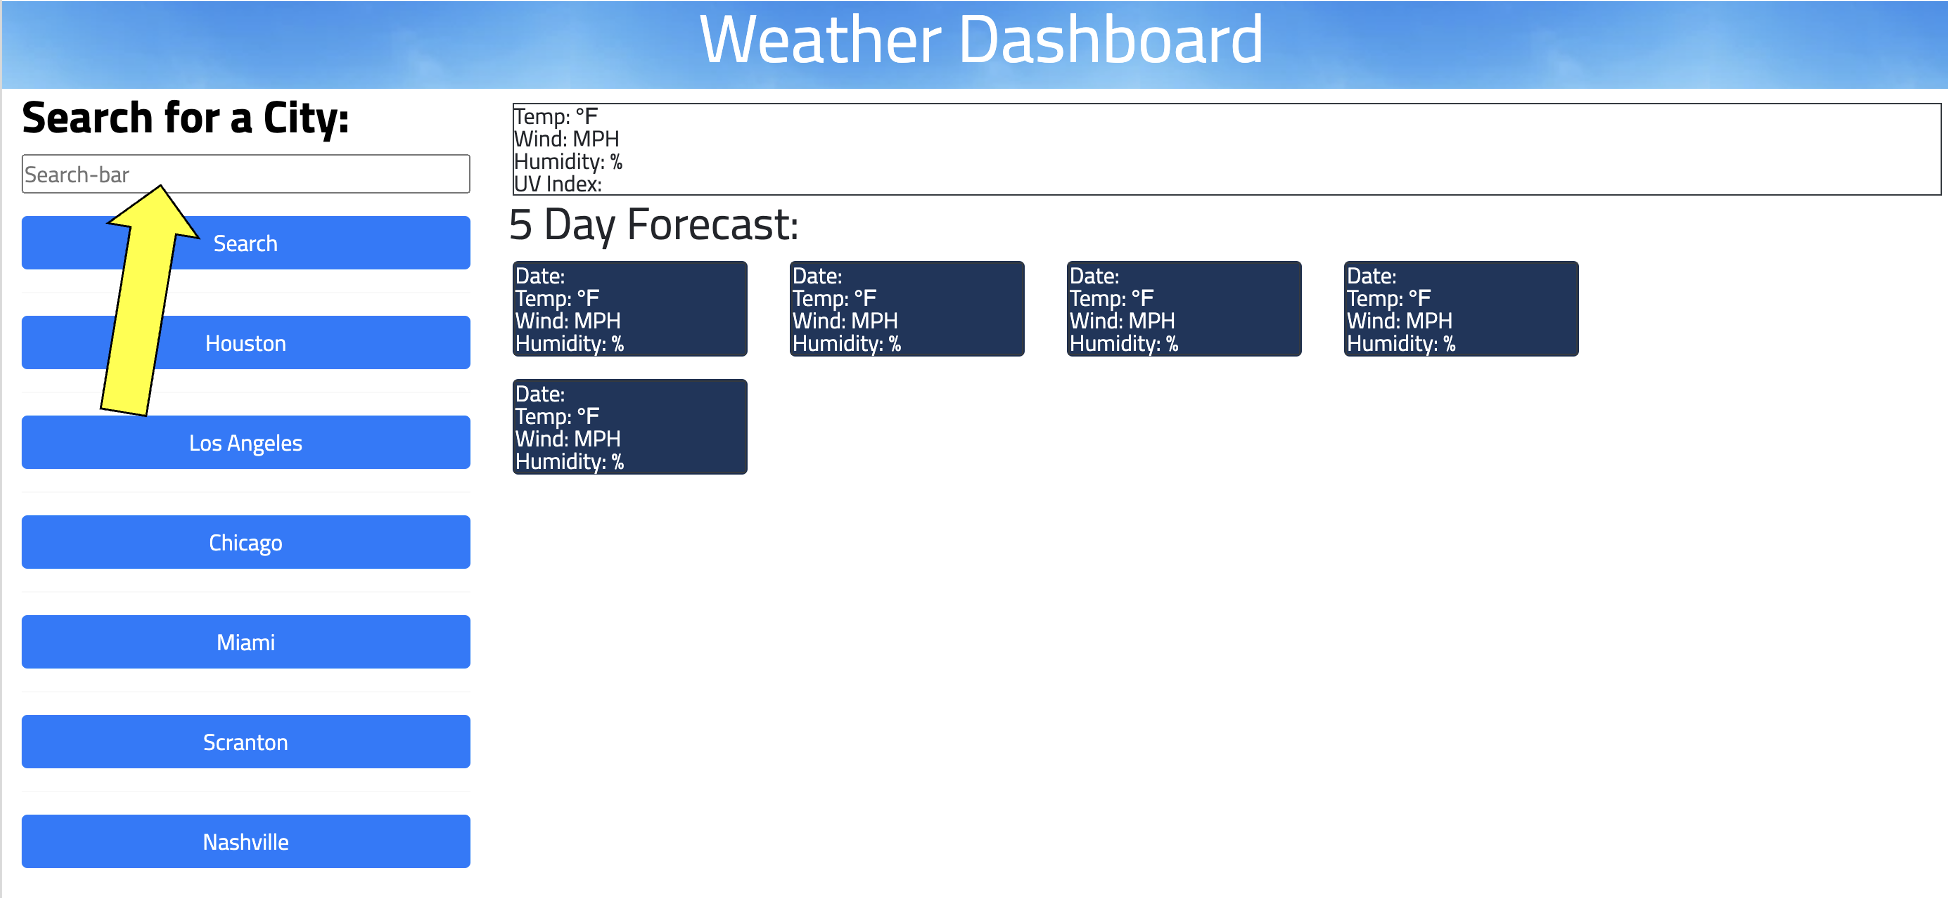 Weather Dashboard
Search for a City:
Search-bar
Search
Houston
Los Angeles
Chicago
Miami
Scranton
Nashville
Temp: °F
Wind: MPH
Humidity: %
UV Index:
5 Day Forecast:
Date:
Temp: °F
Wind: MPH
Humidity: %
Date:
Temp: °F
Wind: MPH
Humidity: %
Date:
Temp: °F
Wind: MPH
Humidity: %
Date:
Temp: °F
Wind: MPH
Humidity: %
Date:
Temp: °F
Wind: MPH
Humidity: %